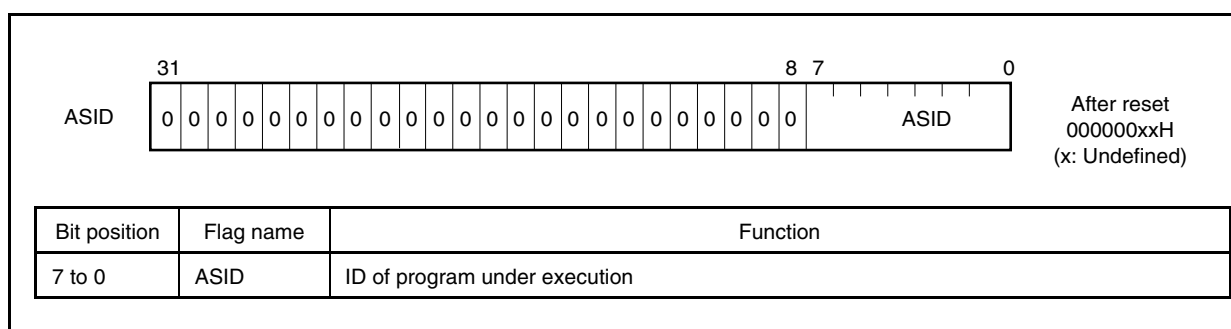 31 8 7 0
ASID 0 0 0 0 0 0 0 0 0 0 0 0 0 0 0 0 0 0 0 0 0 0 0 0 ASID
After reset
000000xxH
(x: Undefined)
Bit position Flag name Function
7 to 0 ASID ID of program under execution